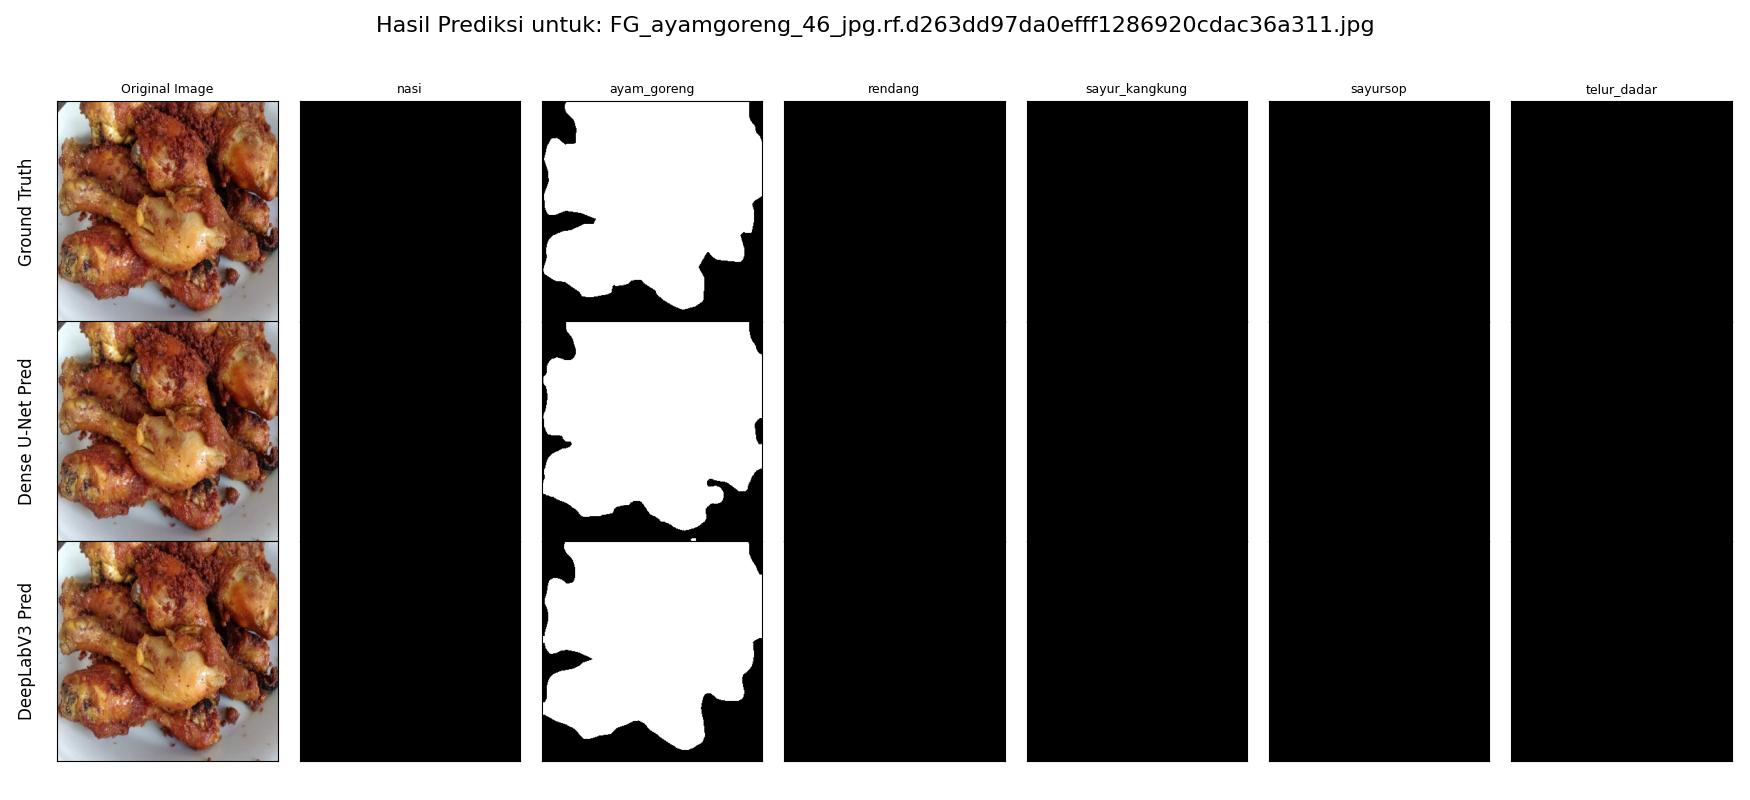 Hasil Prediksi untuk: FG_ayamgoreng_46_jpg.rf.d263dd97da0efff1286920cdac36a311.jpg
Original Image
nasi
ayam_goreng
rendang
sayur_kangkung
sayursop
telur_dadar
Ground Truth
Dense U-Net Pred
DeepLabV3 Pred